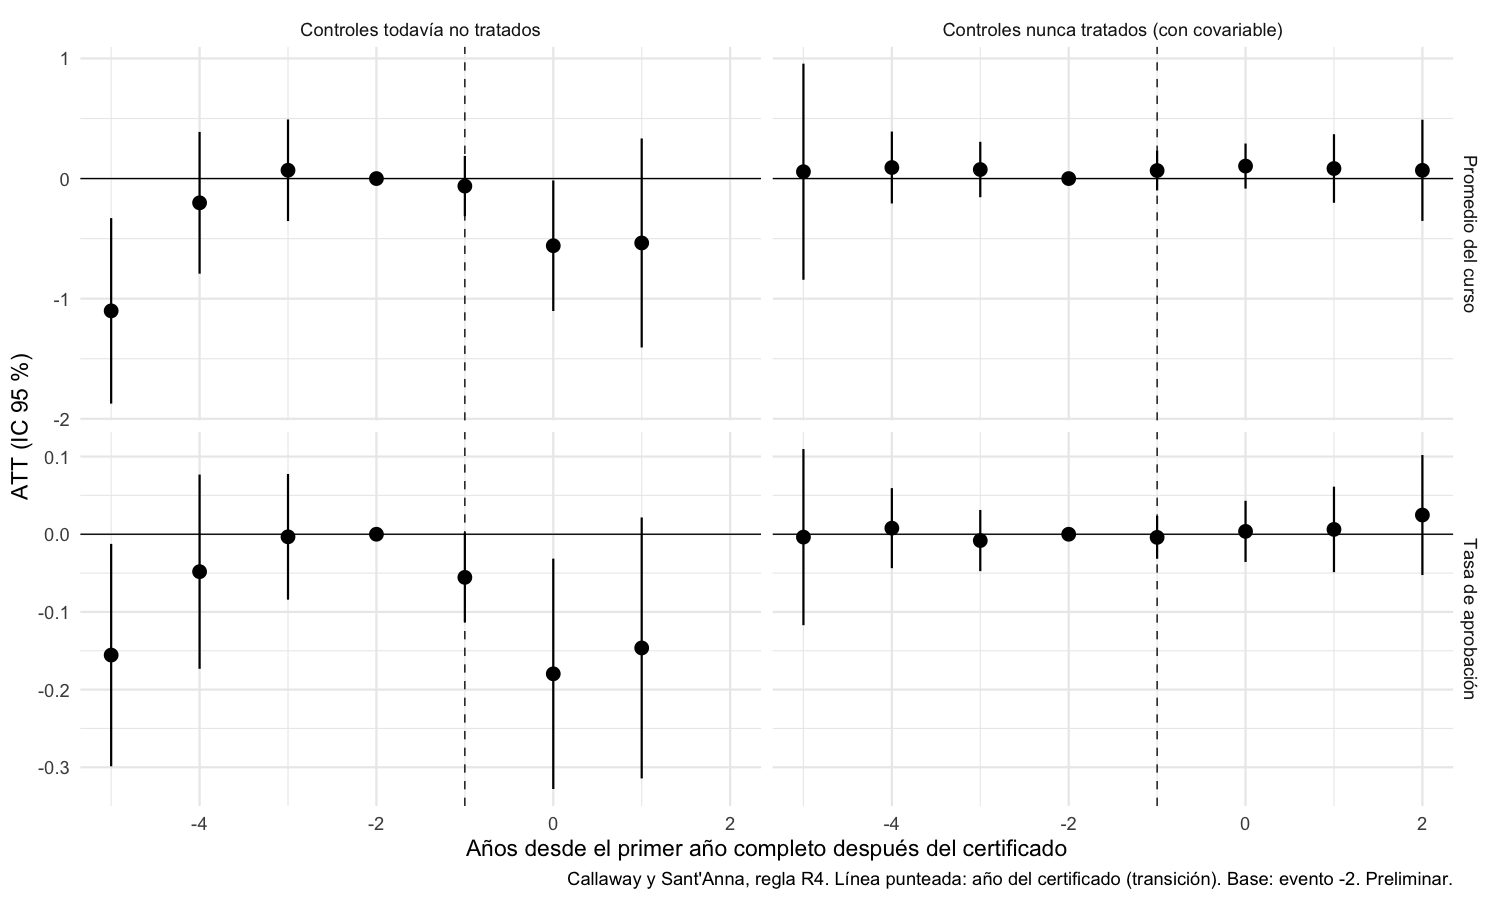 Controles todavía no tratados
Controles nunca tratados (con covariable)
1
0
-1
-2
Promedio del curso
0.1
0.0
-0.1
-0.2
-0.3
Tasa de aprobación
ATT (IC 95 %)
-4
-2
0
2
-4
-2
0
2
Años desde el primer año completo después del certificado
Callaway y Sant'Anna, regla R4. Línea punteada: año del certificado (transición). Base: evento -2. Preliminar.